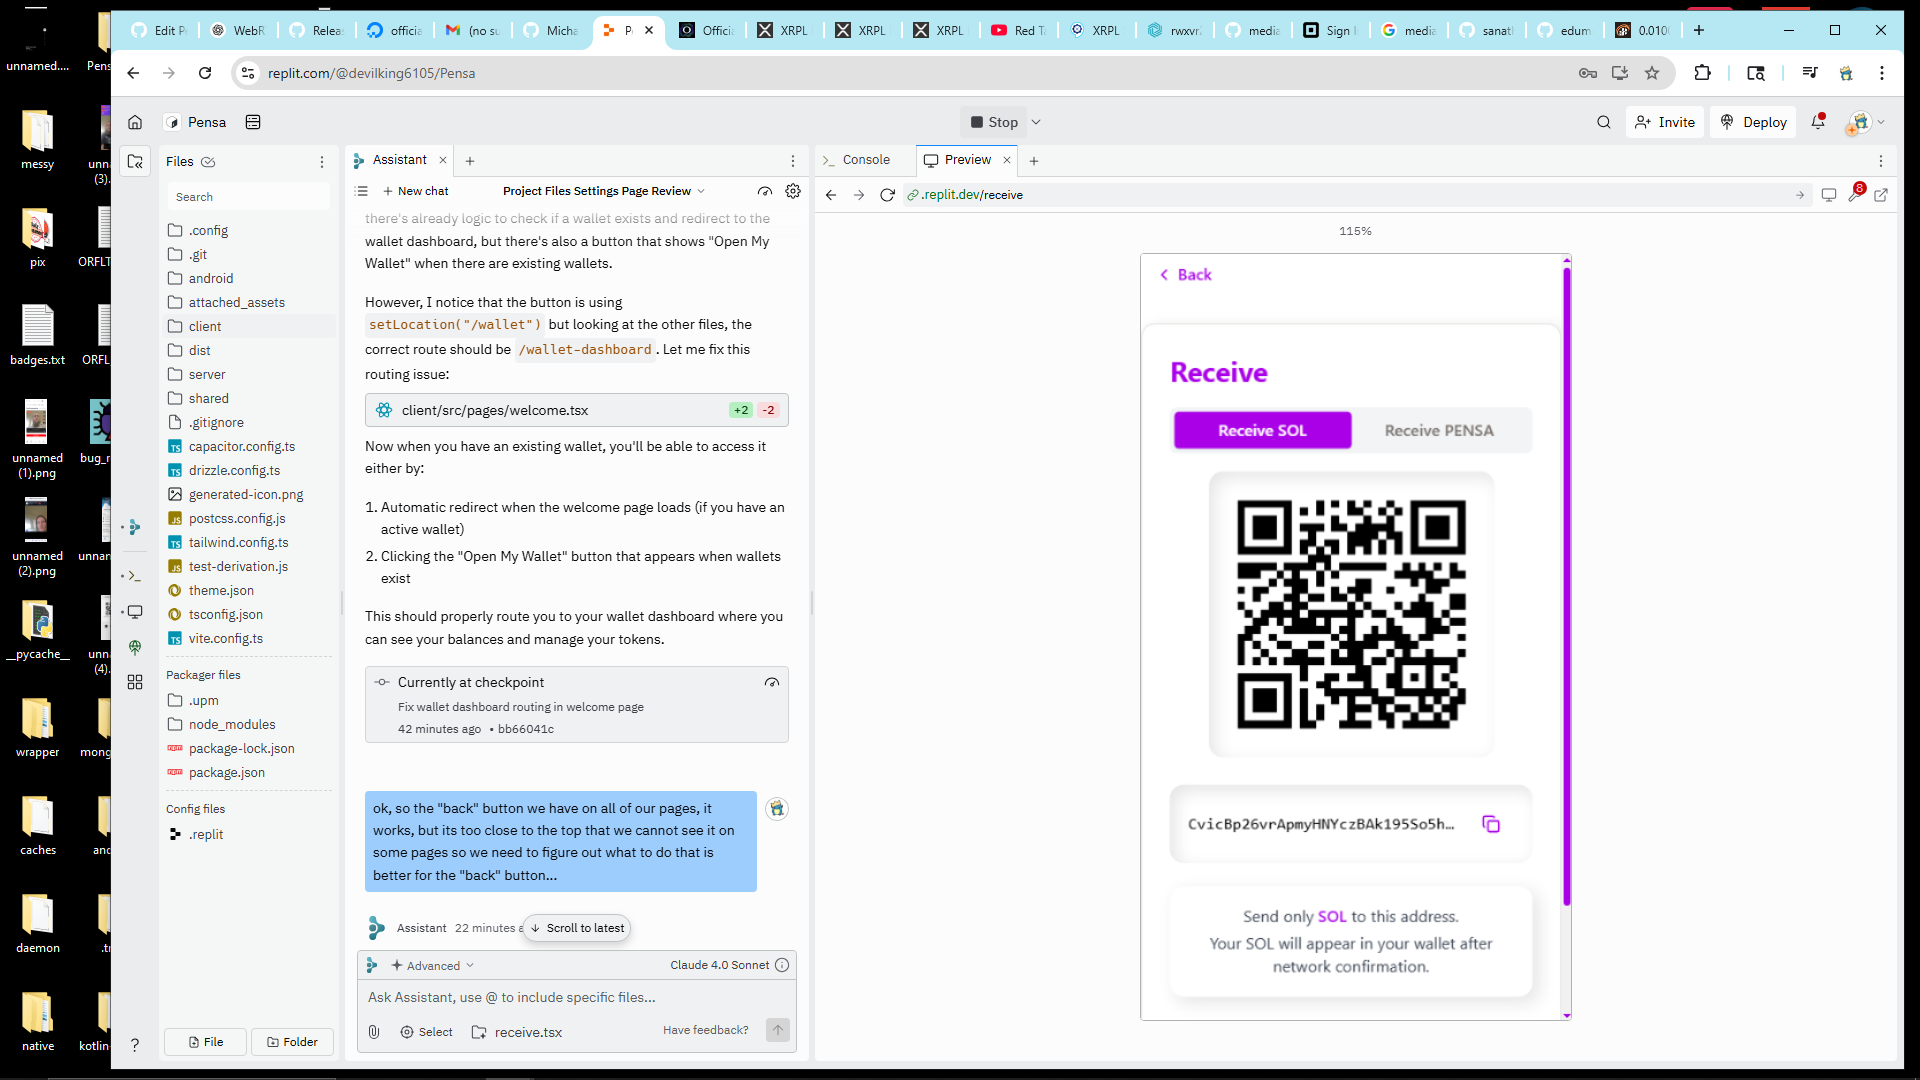 unnamed....
Pens
messy
unn
(3).
pix
ORFLT
badges.txt
ORFL
unnamed
(1).png
bug_r
unnamed
(2).png
unnan
__pycache__
unn
(4).
wrapper
mong
caches
anc
daemon
.tr
native
kotlin-
Edit P
WebR
Relea
officia
(no su
Micha
P
Offici
XRPL
XRPL
XRPL
Red T
XRPL
rwxvr
media
Sign I
media
sanatl
edum
0.010
replit.com/@devilking6105/Pensa
Pensa
Stop
Invite
Deploy
Files
Search
.config
.git
android
attached_assets
client
dist
server
shared
.gitignore
capacitor.config.ts
drizzle.config.ts
generated-icon.png
postcss.config.js
tailwind.config.ts
test-derivation.js
theme.json
tsconfig.json
vite.config.ts
Packager files
.upm
node_modules
package-lock.json
package.json
Config files
.replit
File
Folder
Assistant
New chat
Project Files Settings Page Review
there's already logic to check if a wallet exists and redirect to the
wallet dashboard, but there's also a button that shows "Open My
Wallet" when there are existing wallets.
However, I notice that the button is using
setLocation("/wallet") but looking at the other files, the
correct route should be /wallet-dashboard . Let me fix this
routing issue:
client/src/pages/welcome.tsx
+2 -2
Now when you have an existing wallet, you'll be able to access it
either by:
1. Automatic redirect when the welcome page loads (if you have an
active wallet)
2. Clicking the "Open My Wallet" button that appears when wallets
exist
This should properly route you to your wallet dashboard where you
can see your balances and manage your tokens.
Currently at checkpoint
Fix wallet dashboard routing in welcome page
42 minutes ago • bb66041c
ok, so the "back" button we have on all of our pages, it
works, but its too close to the top that we cannot see it on
some pages so we need to figure out what to do that is
better for the "back" button...
Assistant 22 minutes a
Scroll to latest
Advanced
Claude 4.0 Sonnet
Ask Assistant, use @ to include specific files...
Select
receive.tsx
Have feedback?
Console
Preview
.replit.dev/receive
8
115%
Back
Receive
Receive SOL
Receive PENSA
CvicBp26vrApmyHNYczBAk195So5h...
Send only SOL to this address.
Your SOL will appear in your wallet after
network confirmation.